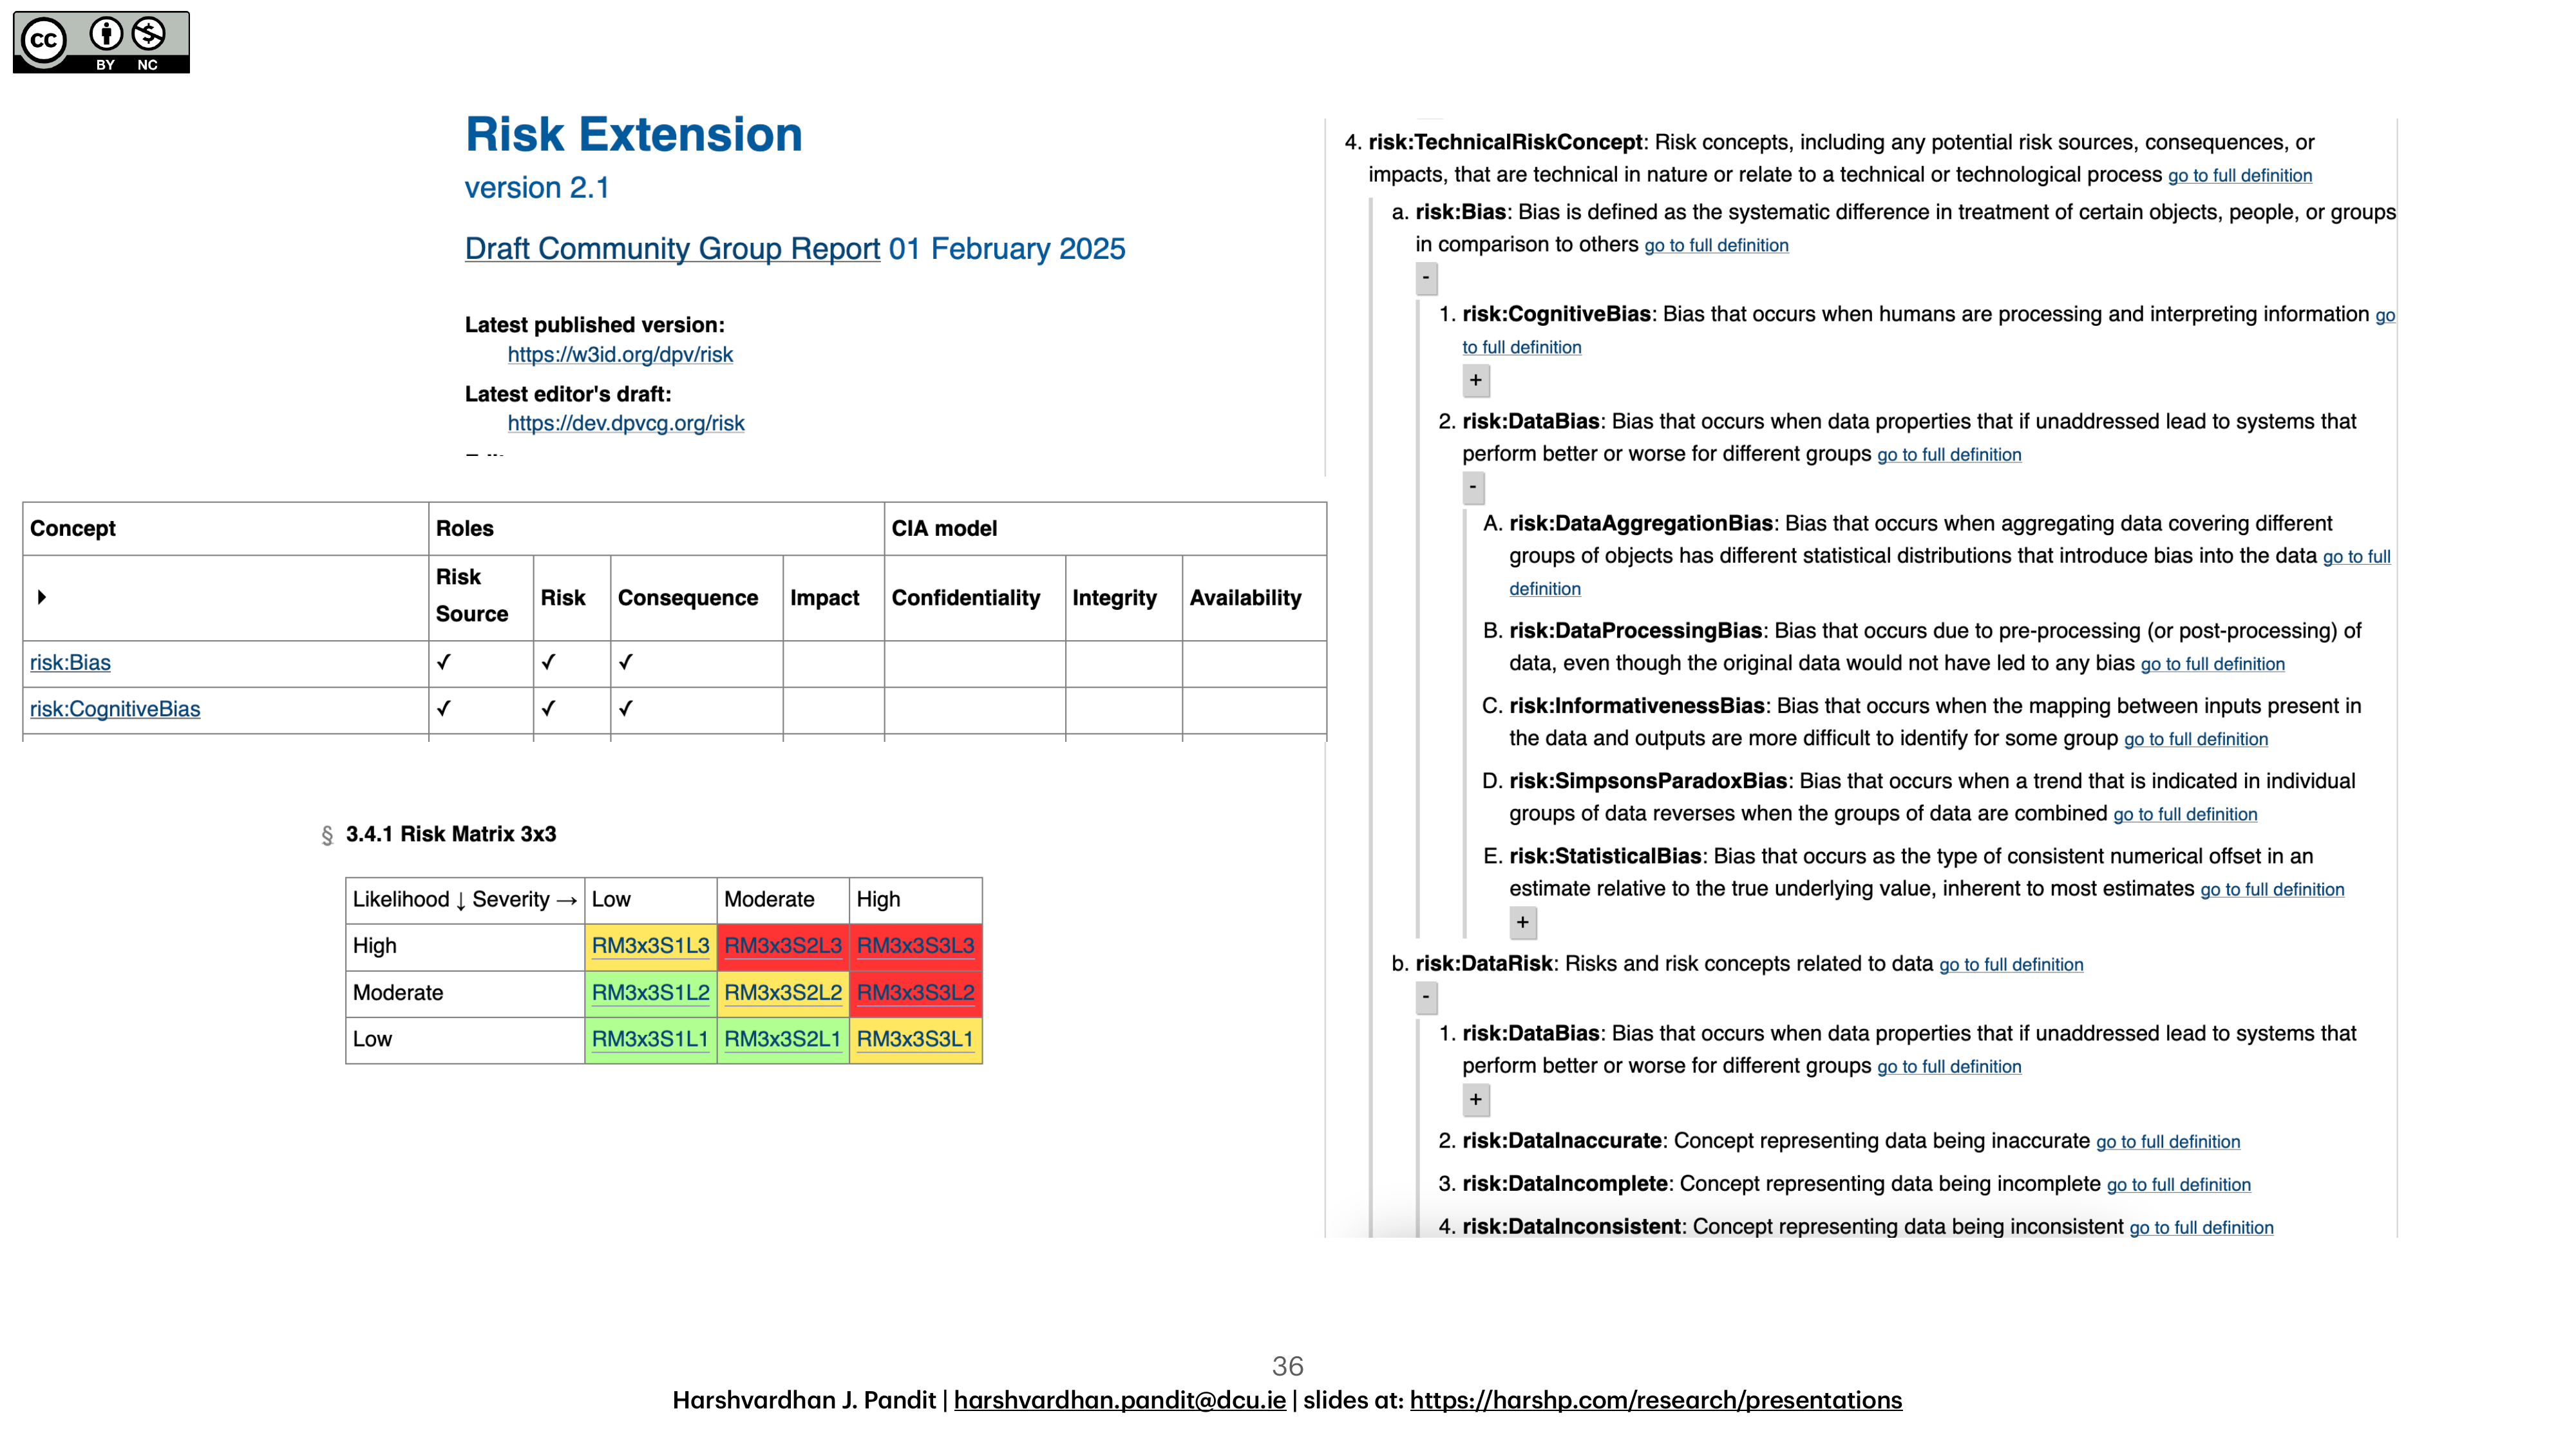 cc BY NC
Risk Extension
version 2.1
Draft Community Group Report 01 February 2025
Latest published version:
https://w3id.org/dpv/risk
Latest editor's draft:
https://dev.dpvcg.org/risk
Concept Roles CIA model
Risk Source Risk Consequence Impact Confidentiality Integrity Availability
risk:Bias ✓ ✓ ✓
risk:CognitiveBias ✓ ✓ ✓
§ 3.4.1 Risk Matrix 3x3
Likelihood ↓ Severity → Low Moderate High
High RM3x3S1L3 RM3x3S2L3 RM3x3S3L3
Moderate RM3x3S1L2 RM3x3S2L2 RM3x3S3L2
Low RM3x3S1L1 RM3x3S2L1 RM3x3S3L1
4. risk:TechnicalRiskConcept: Risk concepts, including any potential risk sources, consequences, or
impacts, that are technical in nature or relate to a technical or technological process go to full definition
a. risk:Bias: Bias is defined as the systematic difference in treatment of certain objects, people, or groups
in comparison to others go to full definition
-
1. risk:CognitiveBias: Bias that occurs when humans are processing and interpreting information go
to full definition
+
2. risk:DataBias: Bias that occurs when data properties that if unaddressed lead to systems that
perform better or worse for different groups go to full definition
-
A. risk:DataAggregationBias: Bias that occurs when aggregating data covering different
groups of objects has different statistical distributions that introduce bias into the data go to full
definition
B. risk:DataProcessingBias: Bias that occurs due to pre-processing (or post-processing) of
data, even though the original data would not have led to any bias go to full definition
C. risk:InformativenessBias: Bias that occurs when the mapping between inputs present in
the data and outputs are more difficult to identify for some group go to full definition
D. risk:SimpsonsParadoxBias: Bias that occurs when a trend that is indicated in individual
groups of data reverses when the groups of data are combined go to full definition
E. risk:StatisticalBias: Bias that occurs as the type of consistent numerical offset in an
estimate relative to the true underlying value, inherent to most estimates go to full definition
+
b. risk:DataRisk: Risks and risk concepts related to data go to full definition
-
1. risk:DataBias: Bias that occurs when data properties that if unaddressed lead to systems that
perform better or worse for different groups go to full definition
+
2. risk:DataInaccurate: Concept representing data being inaccurate go to full definition
3. risk:DataIncomplete: Concept representing data being incomplete go to full definition
4. risk:DataInconsistent: Concept representing data being inconsistent go to full definition
36
Harshvardhan J. Pandit | harshvardhan.pandit@dcu.ie | slides at: https://harshp.com/research/presentations